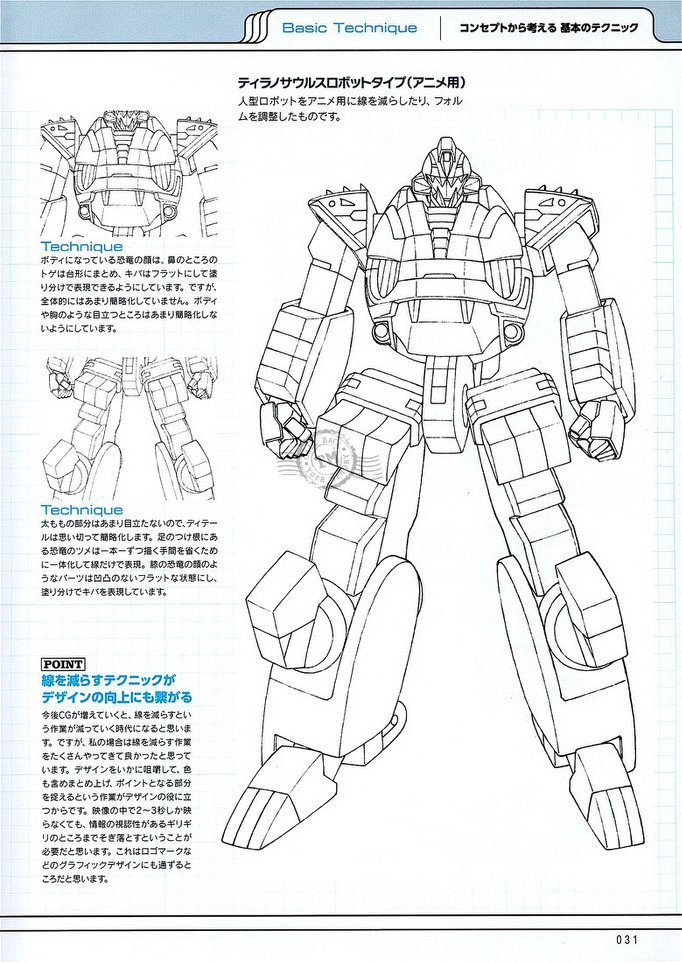 Basic Technique
コンセプトから考える 基本のテクニック
ティラノサウルスロボットタイプ(アニメ用)
人型ロボットをアニメ用に線を減らしたり、フォル
ムを調整したものです。
Technique
ボディになっている恐竜の顔は、鼻のところの
トゲは台形にまとめ、キバはフラットにして塗
り分けで表現できるようにしています。ですが、
全体的にはあまり簡略化していません。ボディ
や胸のような目立つところはあまり簡略化しな
いようにしています。
Technique
太ももの部分はあまり目立たないので、ディテー
ルは思い切って簡略化します。足のつけ根にあ
る恐竜のツメは一本一ずつ描く手間を省くため
に一体化して線だけで表現。膝の恐竜の顔のよ
うなパーツは凹凸のないフラットな状態にし、
塗り分けでキバを表現しています。
POINT
線を減らすテクニックが
デザインの向上にも繋がる
今後CGが増えていくと、線を減らすとい
う作業が減っていく時代になると思いま
す。ですが、私の場合は線を減らす作業
をたくさんやってきて良かったと思って
います。デザインをいかに咀嚼して、色
も含めまとめ上げ、ポイントとなる部分
を捉えるという作業がデザインの役に立
つからです。映像の中で2〜3秒しか映
らなくても、情報の視認性があるギリギ
リのところまでそぎ落とすということが
必要だと思います。これはロゴマークな
どのグラフィックデザインにも通ずると
ころだと思います。
031